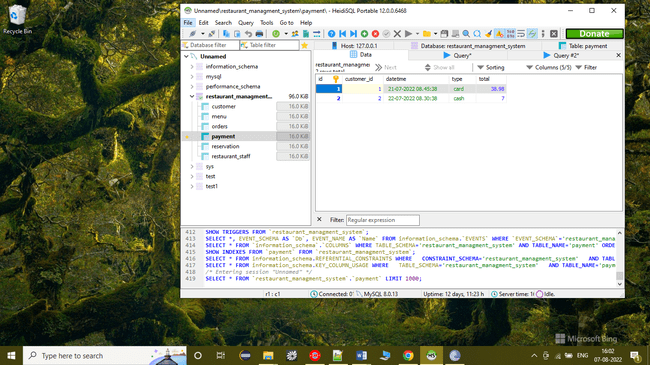 Recycle Bin
Unnamed\restaurant_managment_system\payment\ - HeidiSQL Portable 12.0.0.6468
File Edit Search Query Tools Go to Help
Donate
Database filter Table filter
Host: 127.0.0.1 Database: restaurant_managment_system Table: payment
Data Query* Query #2*
Unnamed
information_schema
mysql
performance_schema
restaurant_managment... 96.0 KiB
customer 16.0 KiB
menu 16.0 KiB
orders 16.0 KiB
payment 16.0 KiB
reservation 16.0 KiB
restaurant_staff 16.0 KiB
sys
test
test1
restaurant_managme... Next Show all Sorting Columns (5/5) Filter
id customer_id datetime type total
1 1 21-07-2022 08:49:38 card 38.98
2 2 22-07-2022 08:30:38 cash 7
Filter: Regular expression
412 SHOW TRIGGERS FROM `restaurant_managment_system`;
413 SELECT *, EVENT_SCHEMA AS `Db`, EVENT_NAME AS `Name` FROM information_schema.`EVENTS` WHERE `EVENT_SCHEMA`='restaurant_mana
414 SELECT * FROM `information_schema`.`COLUMNS` WHERE TABLE_SCHEMA='restaurant_managment_system' AND TABLE_NAME='payment' ORDE
415 SHOW INDEXES FROM `payment` FROM `restaurant_managment_system`;
416 SELECT * FROM information_schema.REFERENTIAL_CONSTRAINTS WHERE CONSTRAINT_SCHEMA='restaurant_managment_system' AND TABL
417 SELECT * FROM information_schema.KEY_COLUMN_USAGE WHERE TABLE_SCHEMA='restaurant_managment_system' AND TABLE_NAME='paym
418 /* Entering session "Unnamed" */
419 SELECT * FROM `restaurant_managment_system`.`payment` LIMIT 1000;
r1 : c1 Connected: 0 MySQL 8.0.13 Uptime: 12 days, 11:23 h Server time: 1 Idle.
Microsoft Bing
Type here to search
ENG
16:02
07-08-2022